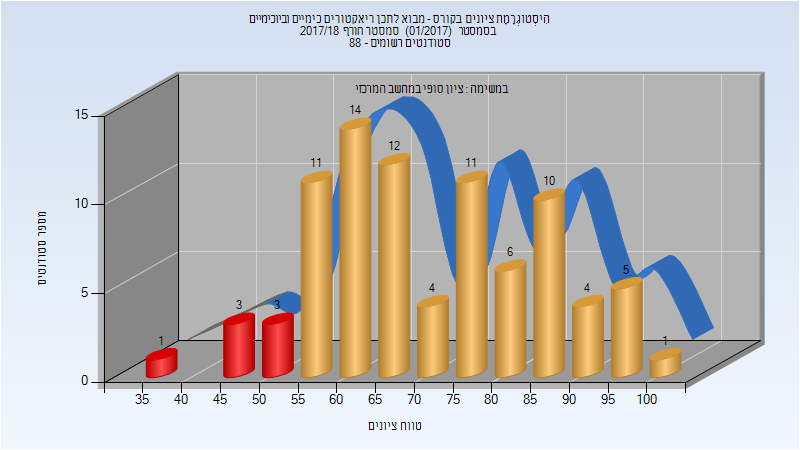 הִיסְטוֹגְרָמַת ציונים בקורס - מבוא לתכן ריאקטורים כימיים וביוכימיים
בסמסטר (01/2017) סמסטר חורף 2017/18
סטודנטים רשומים - 88
במשימה : ציון סופי במחשב המרכזי
מספר סטודנטים
15
10
5
0
1
3
3
11
14
12
4
11
6
10
4
5
1
35 40 45 50 55 60 65 70 75 80 85 90 95 100
טווח ציונים